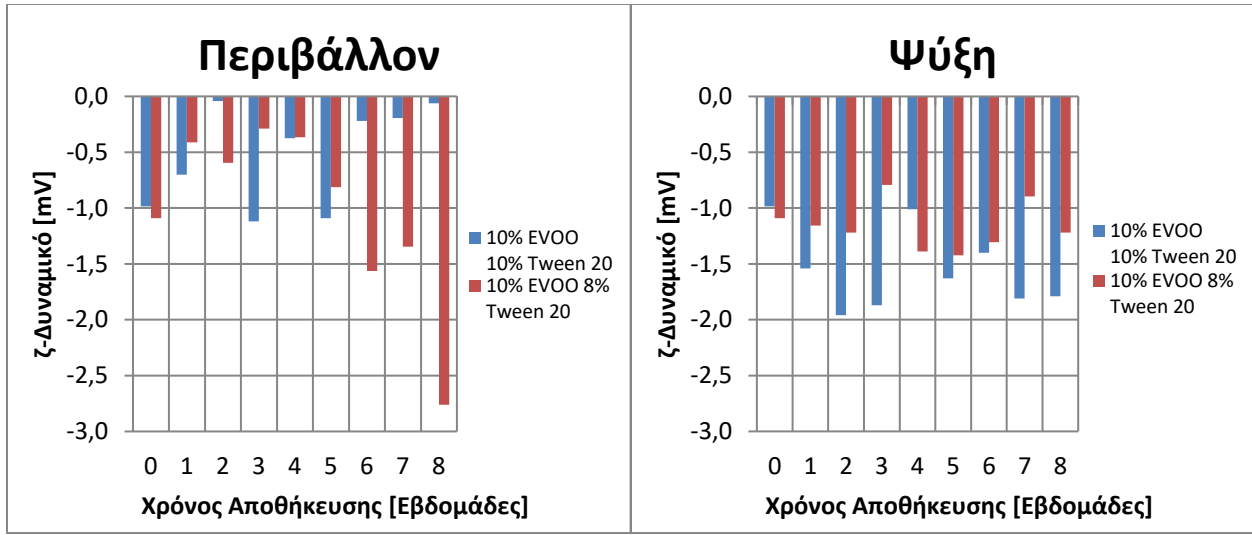 Περιβάλλον
0,0
-0,5
-1,0
-1,5
-2,0
-2,5
-3,0
ζ-Δυναμικό [mV]
0 1 2 3 4 5 6 7 8
Χρόνος Αποθήκευσης [Εβδομάδες]
10% EVOO
10% Tween 20
10% EVOO 8%
Tween 20
Ψύξη
0,0
-0,5
-1,0
-1,5
-2,0
-2,5
-3,0
ζ-Δυναμικό [mV]
0 1 2 3 4 5 6 7 8
Χρόνος Αποθήκευσης [Εβδομάδες]
10% EVOO
10% Tween 20
10% EVOO 8%
Tween 20